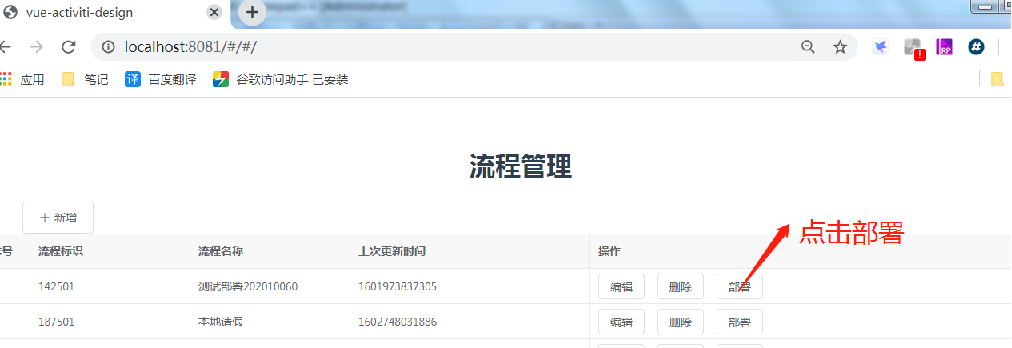 vue-activiti-design
localhost:8081/#/#/
应用 笔记 译 百度翻译 谷歌访问助手 已安装
流程管理
+ 新增
点击部署
号 流程标识 流程名称 上次更新时间 操作
142501 测试部署202010060 1601973837305 编辑 删除 部署
187501 本地请假 1602748031886 编辑 删除 部署